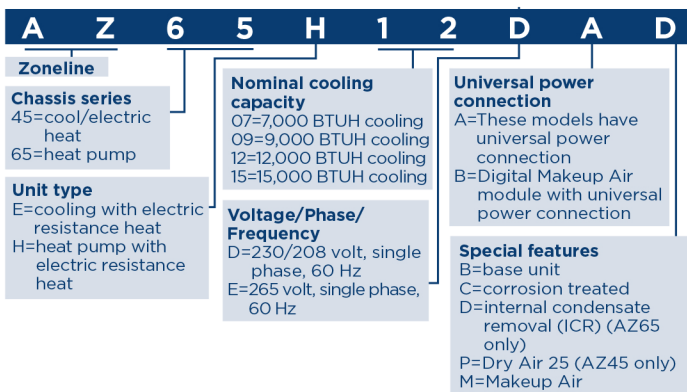 A Z 6 5 H 1 2 D A D
Zoneline
Chassis series
45=cool/electric
heat
65=heat pump
Unit type
E=cooling with electric
resistance heat
H=heat pump with
electric resistance
heat
Nominal cooling
capacity
07=7,000 BTUH cooling
09=9,000 BTUH cooling
12=12,000 BTUH cooling
15=15,000 BTUH cooling
Voltage/Phase/
Frequency
D=230/208 volt, single
phase, 60 Hz
E=265 volt, single phase,
60 Hz
Universal power
connection
A=These models have
universal power
connection
B=Digital Makeup Air
module with universal
power connection
Special features
B=base unit
C=corrosion treated
D=internal condensate
removal (ICR) (AZ65
only)
P=Dry Air 25 (AZ45 only)
M=Makeup Air